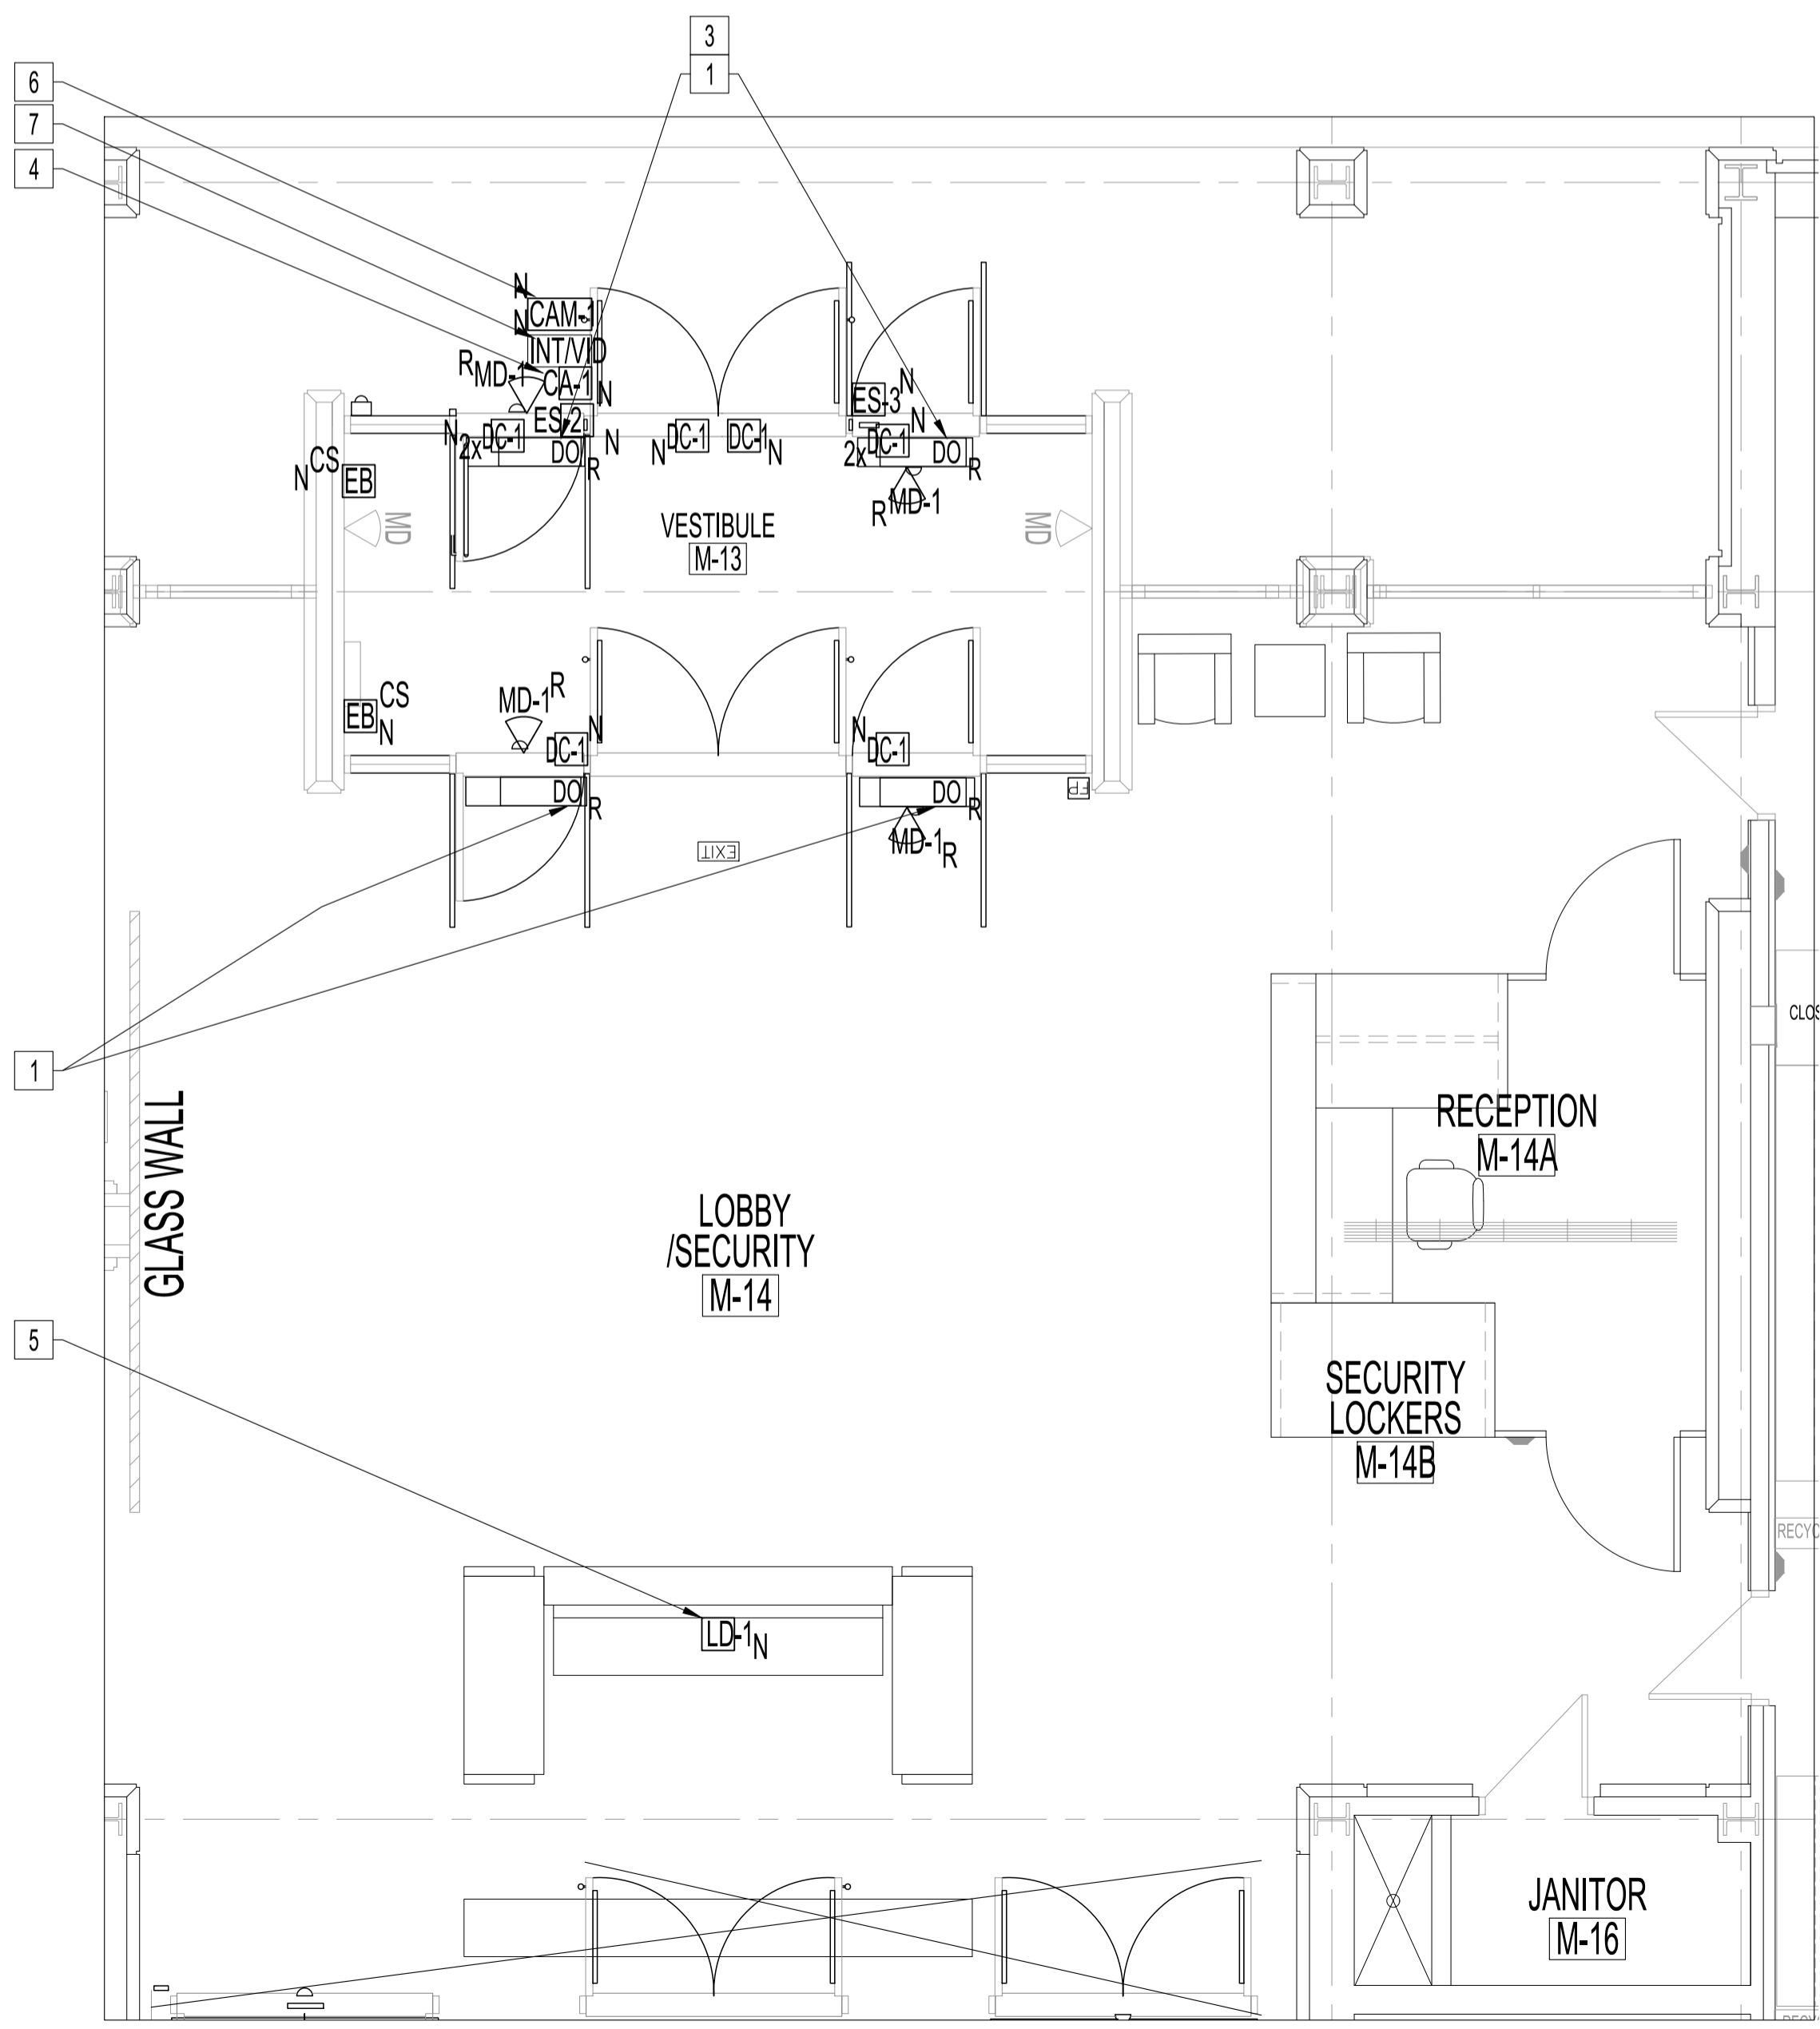 3
1
6
7
4
N
CAM-1
N
INT/VID
R
MD-1
CA-1
N
ES-2
ES-3
N
N
2x
DC-1
N
DO
R
N
DC-1
DC-1
N
N
2x
DC-1
DO
R
CS
N
EB
MD
VESTIBULE
M-13
R
MD-1
MD
CS
EB
N
MD-1
R
DC-1
N
N
DC-1
DO
R
DO
R
FP
MD-1
R
EXIT
CLOS
1
GLASS WALL
RECEPTION
M-14A
LOBBY
/SECURITY
M-14
5
SECURITY
LOCKERS
M-14B
RECYC
LD-1
N
JANITOR
M-16